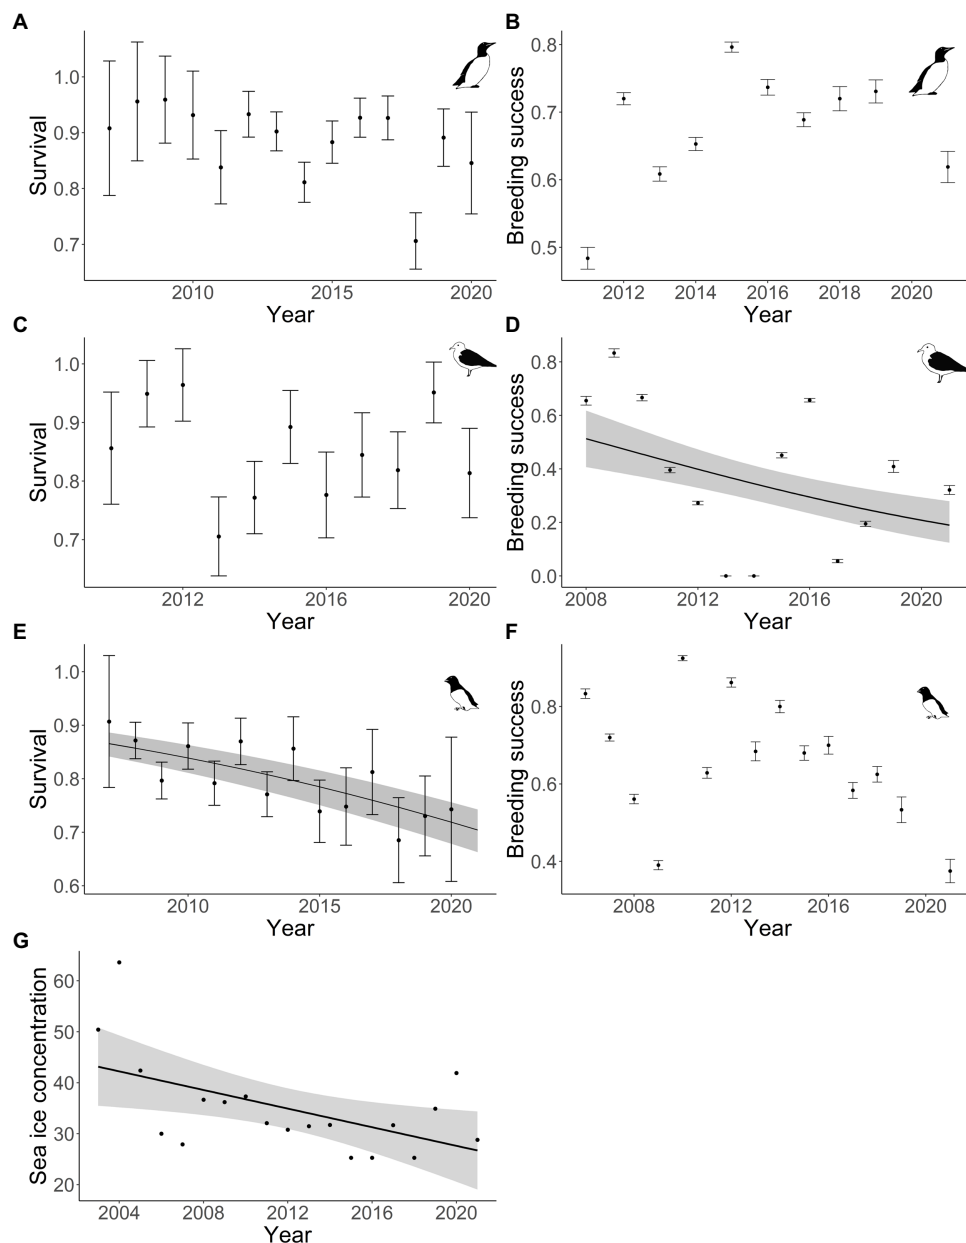 A
1.0
0.9
0.8
0.7
Survival
2010
2015
2020
Year
B
0.8
0.7
0.6
0.5
Breeding success
2012
2014
2016
2018
2020
Year
C
1.0
0.9
0.8
0.7
Survival
2012
2016
2020
Year
D
0.8
0.6
0.4
0.2
0.0
Breeding success
2008
2012
2016
2020
Year
E
1.0
0.9
0.8
0.7
0.6
Survival
2010
2015
2020
Year
F
0.8
0.6
0.4
Breeding success
2008
2012
2016
2020
Year
G
60
50
40
30
20
Sea ice concentration
2004
2008
2012
2016
2020
Year